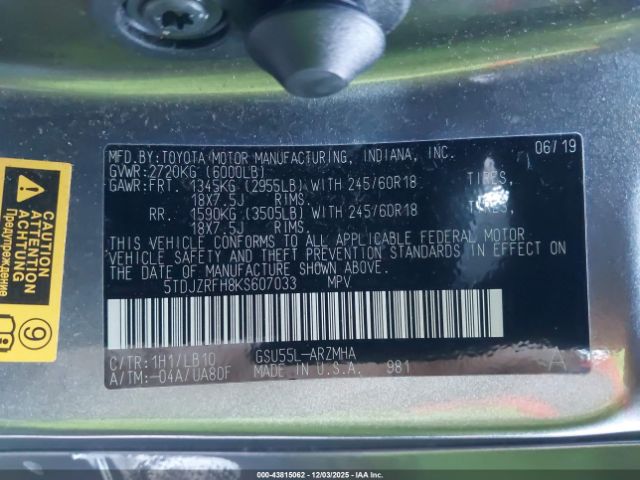 MFD.BY:TOYOTA MOTOR MANUFACTURING, INDIANA, INC. 06/19
GVWR:2720KG (6000LB)
GAWR:FRT. 1345KG (2955LB) WITH 245/60R18 TIRES,
18X7.5J RIMS.
RR. 1590KG (3505LB) WITH 245/60R18 TIRES,
18X7.5J RIMS.
THIS VEHICLE CONFORMS TO ALL APPLICABLE FEDERAL MOTOR
VEHICLE SAFETY AND THEFT PREVENTION STANDARDS IN EFFECT ON
THE DATE OF MANUFACTURE SHOWN ABOVE.
5TDJZRFH8KS607033 MPV
C/TR:1H1/LB10 GSU55L-ARZMHA
A/TM:-04A/UA80F MADE IN U.S.A. 981 A
CAUTION
ATTENTION
ACHTUNG
Предупреждение
9
000-43815062 - 12/03/2025 - IAAI.COM